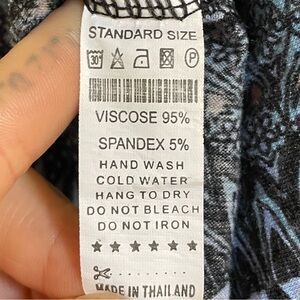 STANDARD SIZE
30°
P
VISCOSE 95%
SPANDEX 5%
HAND WASH
COLD WATER
HANG TO DRY
DO NOT BLEACH
DO NOT IRON
MADE IN THAILAND